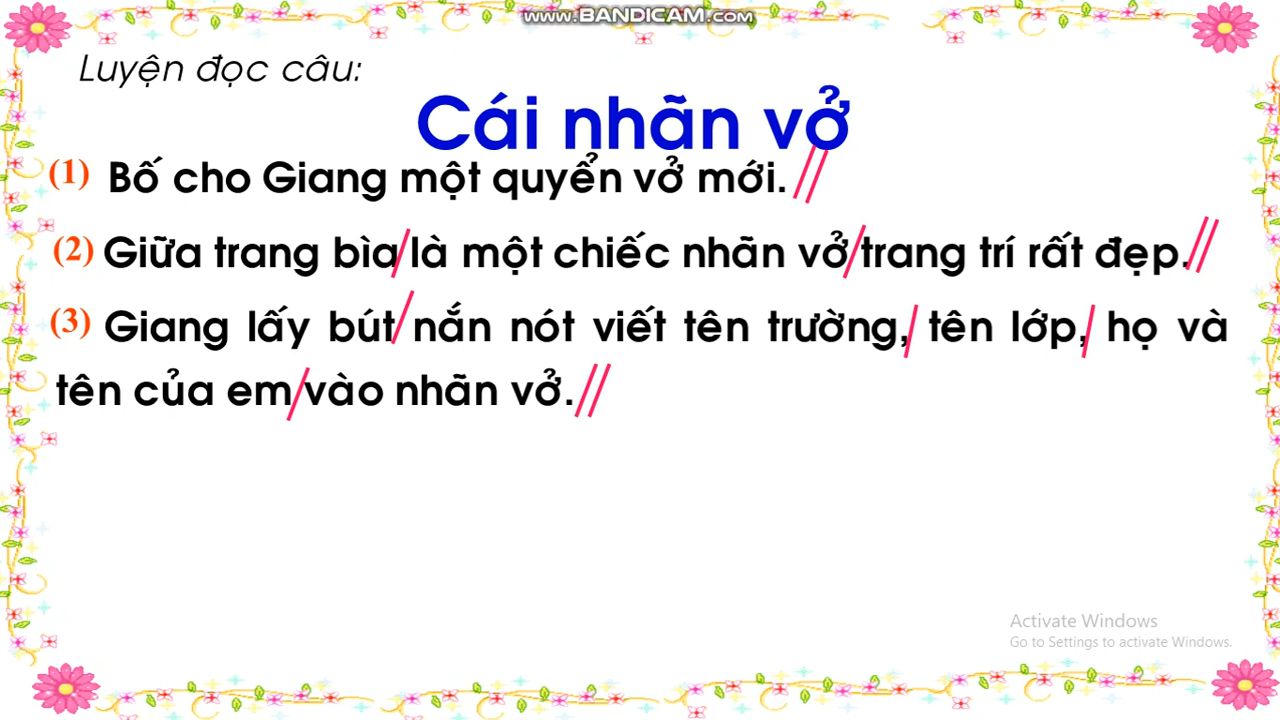 www.BANDICAM.com
Luyện đọc câu:
Cái nhãn vở
(1) Bố cho Giang một quyển vở mới. //
(2) Giữa trang bìa / là một chiếc nhãn vở / trang trí rất đẹp. //
(3) Giang lấy bút / nắn nót viết tên trường, / tên lớp, / họ và
tên của em / vào nhãn vở. //
Activate Windows
Go to Settings to activate Windows.